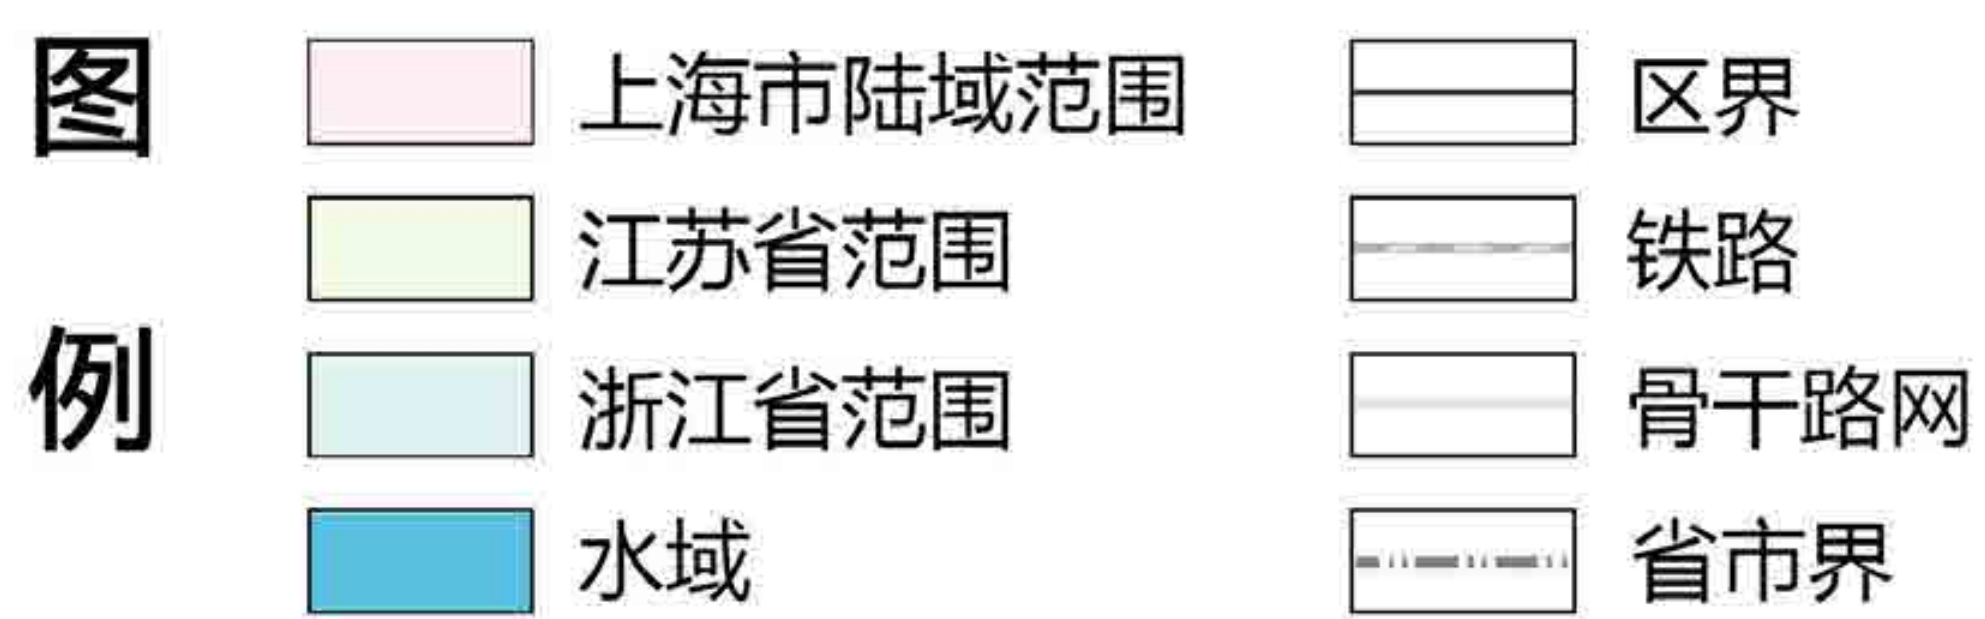 图例
上海市陆域范围
江苏省范围
浙江省范围
水域
区界
铁路
骨干路网
省市界